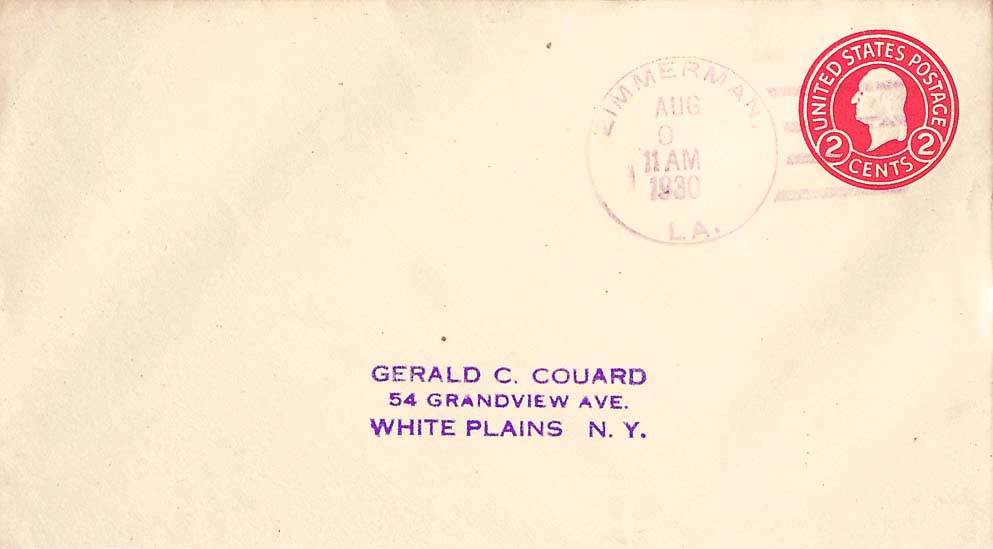 ZIMMERMAN.
AUG
11 AM
1930
LA.
UNITED STATES POSTAGE
2 CENTS 2
GERALD C. COUARD
54 GRANDVIEW AVE.
WHITE PLAINS N. Y.